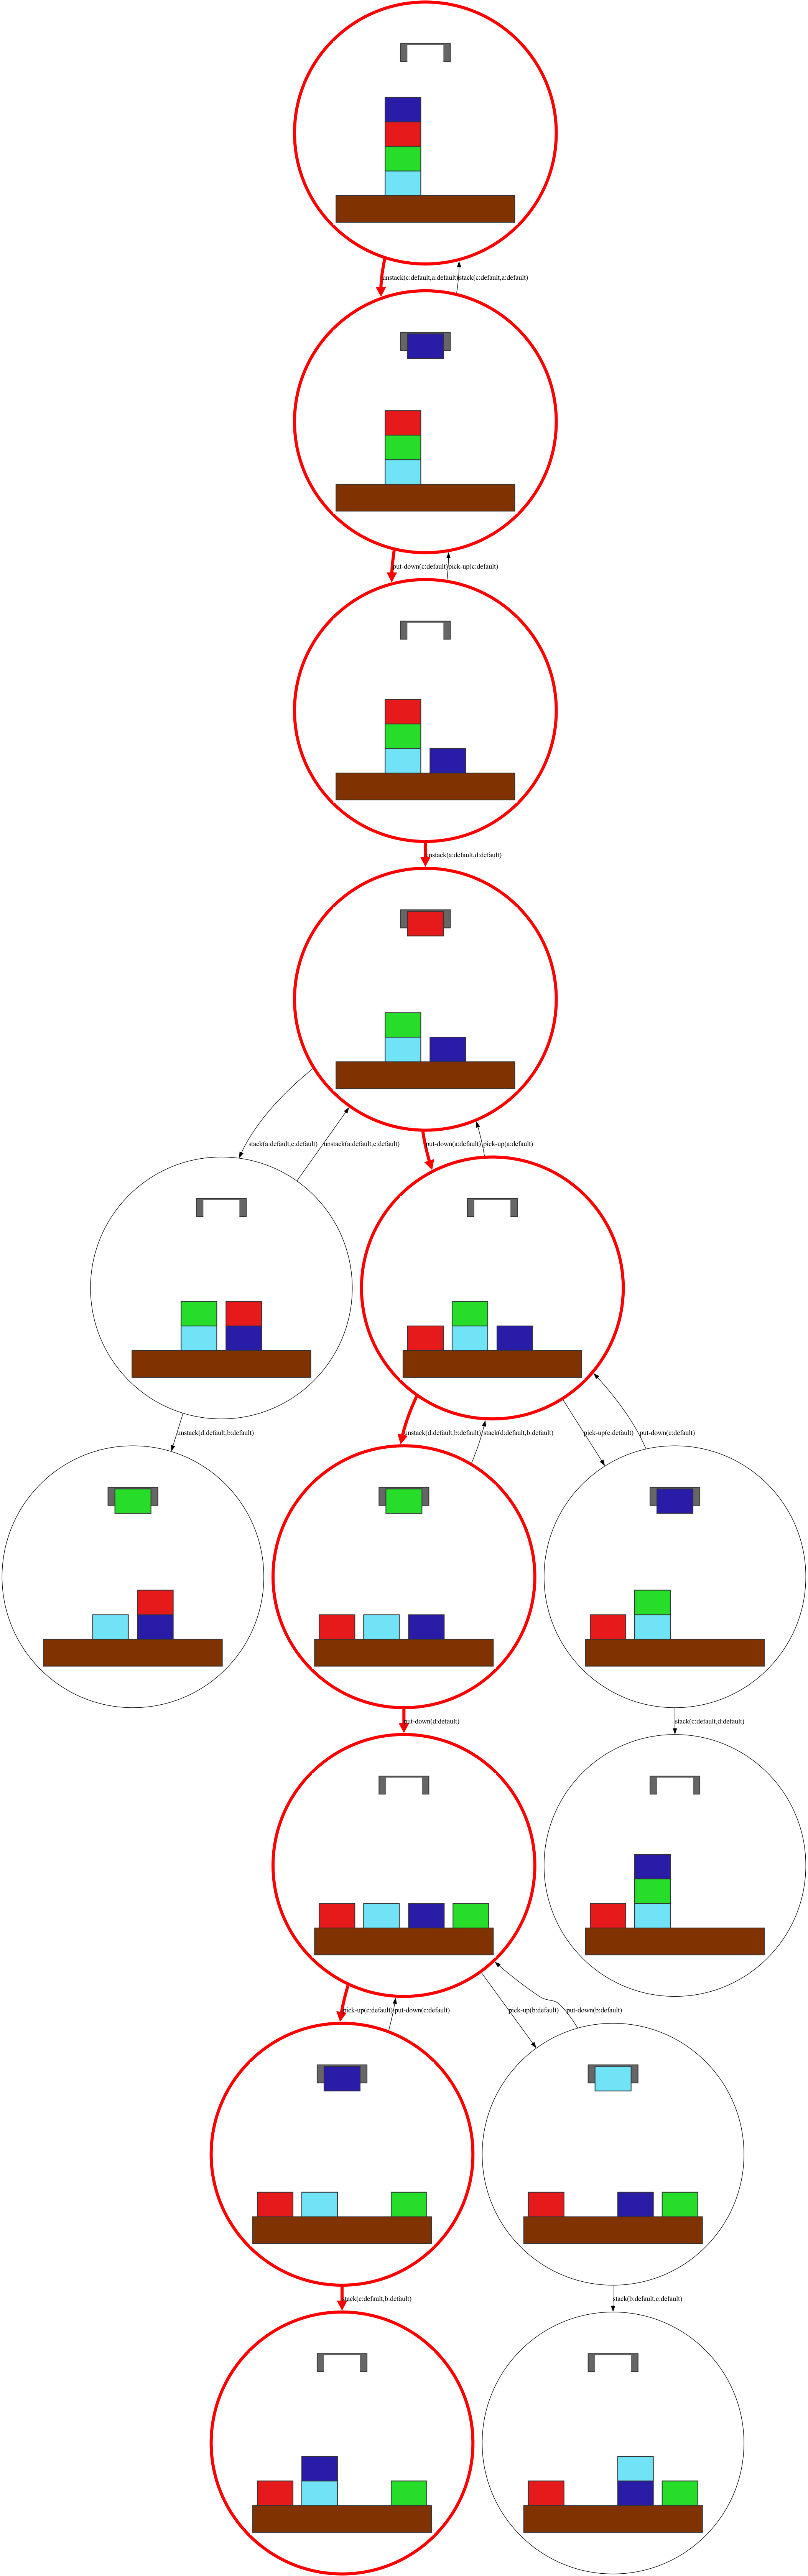 unstack(c:default,a:default)
stack(c:default,a:default)
put-down(c:default)
pick-up(c:default)
unstack(a:default,d:default)
stack(a:default,c:default)
unstack(a:default,c:default)
put-down(a:default)
pick-up(a:default)
unstack(d:default,b:default)
unstack(d:default,b:default)
stack(d:default,b:default)
pick-up(c:default)
put-down(c:default)
put-down(d:default)
stack(c:default,d:default)
pick-up(c:default)
put-down(c:default)
pick-up(b:default)
put-down(b:default)
stack(c:default,b:default)
stack(b:default,c:default)